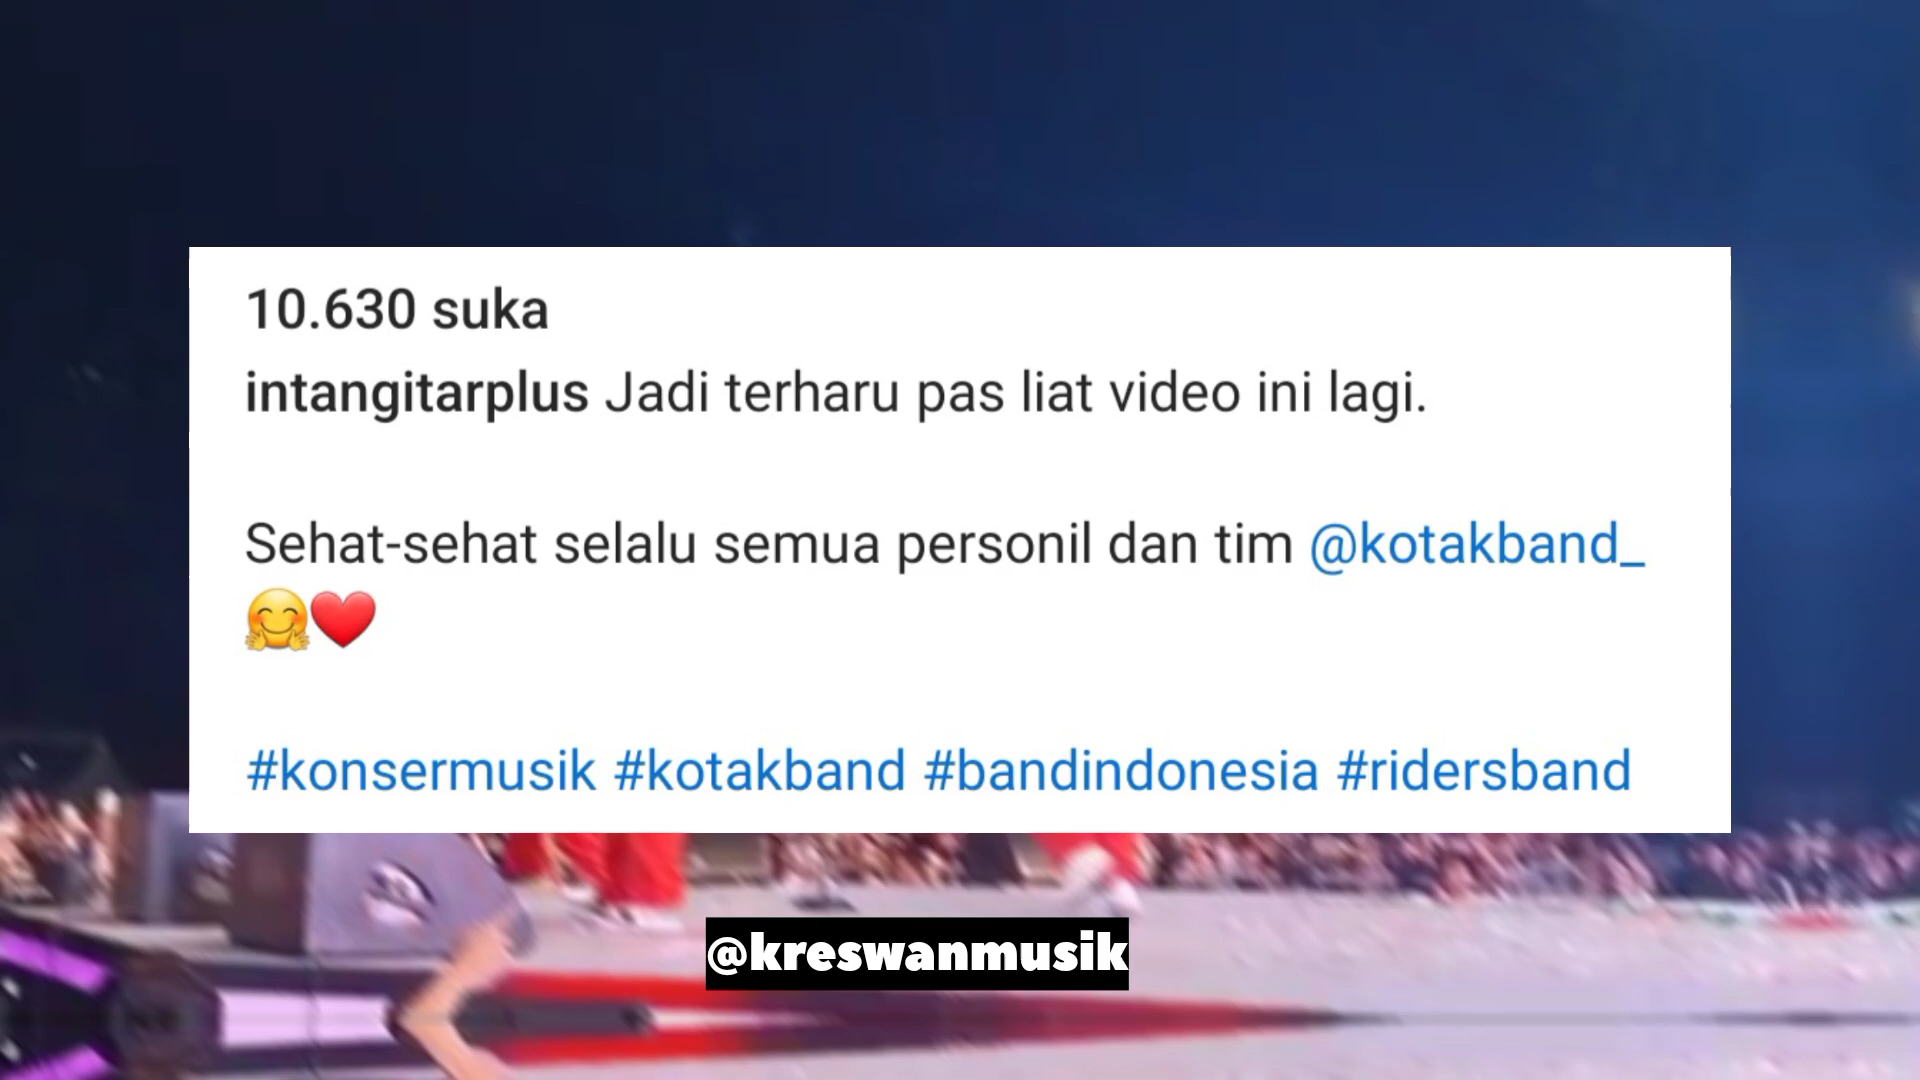 10.630 suka
intangitarplus Jadi terharu pas liat video ini lagi.
Sehat-sehat selalu semua personil dan tim @kotakband_
🤗❤️
#konsermusik #kotakband #bandindonesia #ridersband
@kreswanmusik